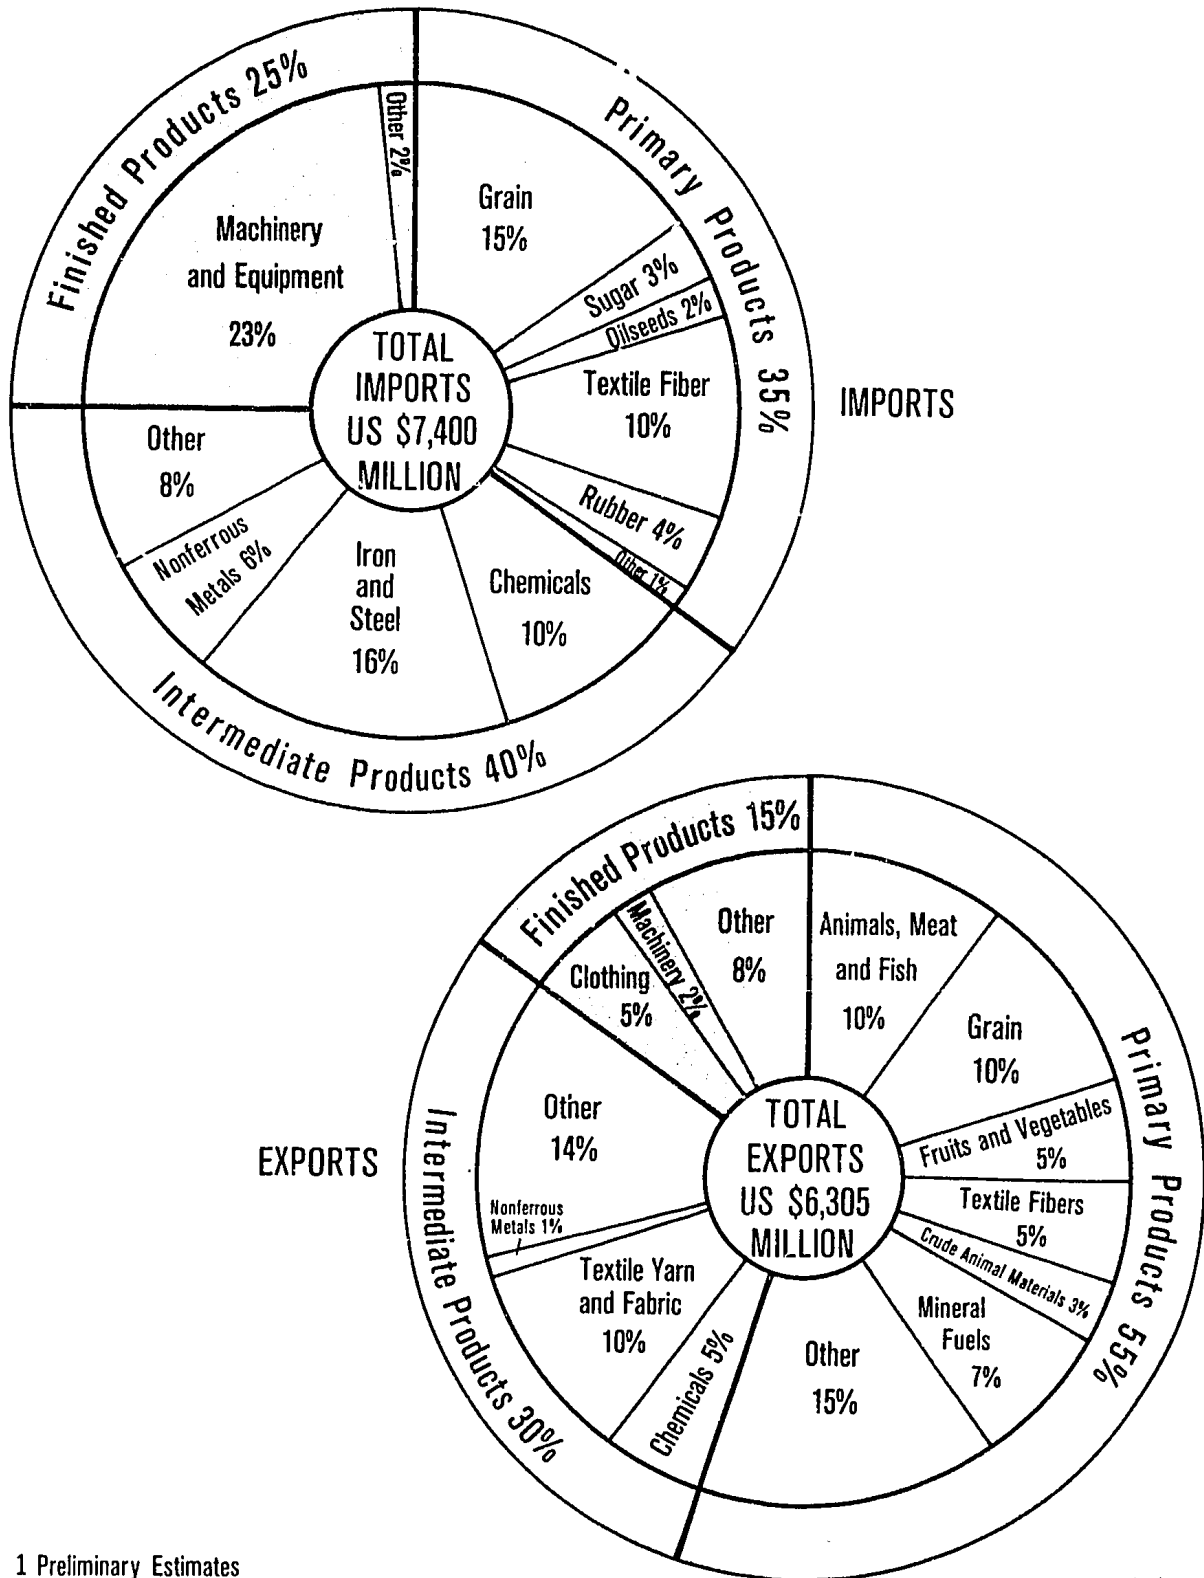 Finished Products 25%
Primary Products 35%
Intermediate Products 40%
Other 2%
Grain
15%
Sugar 3%
Oilseeds 2%
Textile Fiber
10%
Rubber 4%
Other 1%
Chemicals
10%
Iron
and
Steel
16%
Nonferrous
Metals 6%
Other
8%
Machinery
and Equipment
23%
TOTAL
IMPORTS
US $7,400
MILLION
IMPORTS
Finished Products 15%
Primary Products 55%
Intermediate Products 30%
Animals, Meat
and Fish
10%
Grain
10%
Fruits and Vegetables
5%
Textile Fibers
5%
Crude Animal Materials 3%
Mineral
Fuels
7%
Other
15%
Chemicals 5%
Textile Yarn
and Fabric
10%
Nonferrous
Metals 1%
Other
14%
Clothing
5%
Machinery 2%
Other
8%
TOTAL
EXPORTS
US $6,305
MILLION
EXPORTS
1 Preliminary Estimates